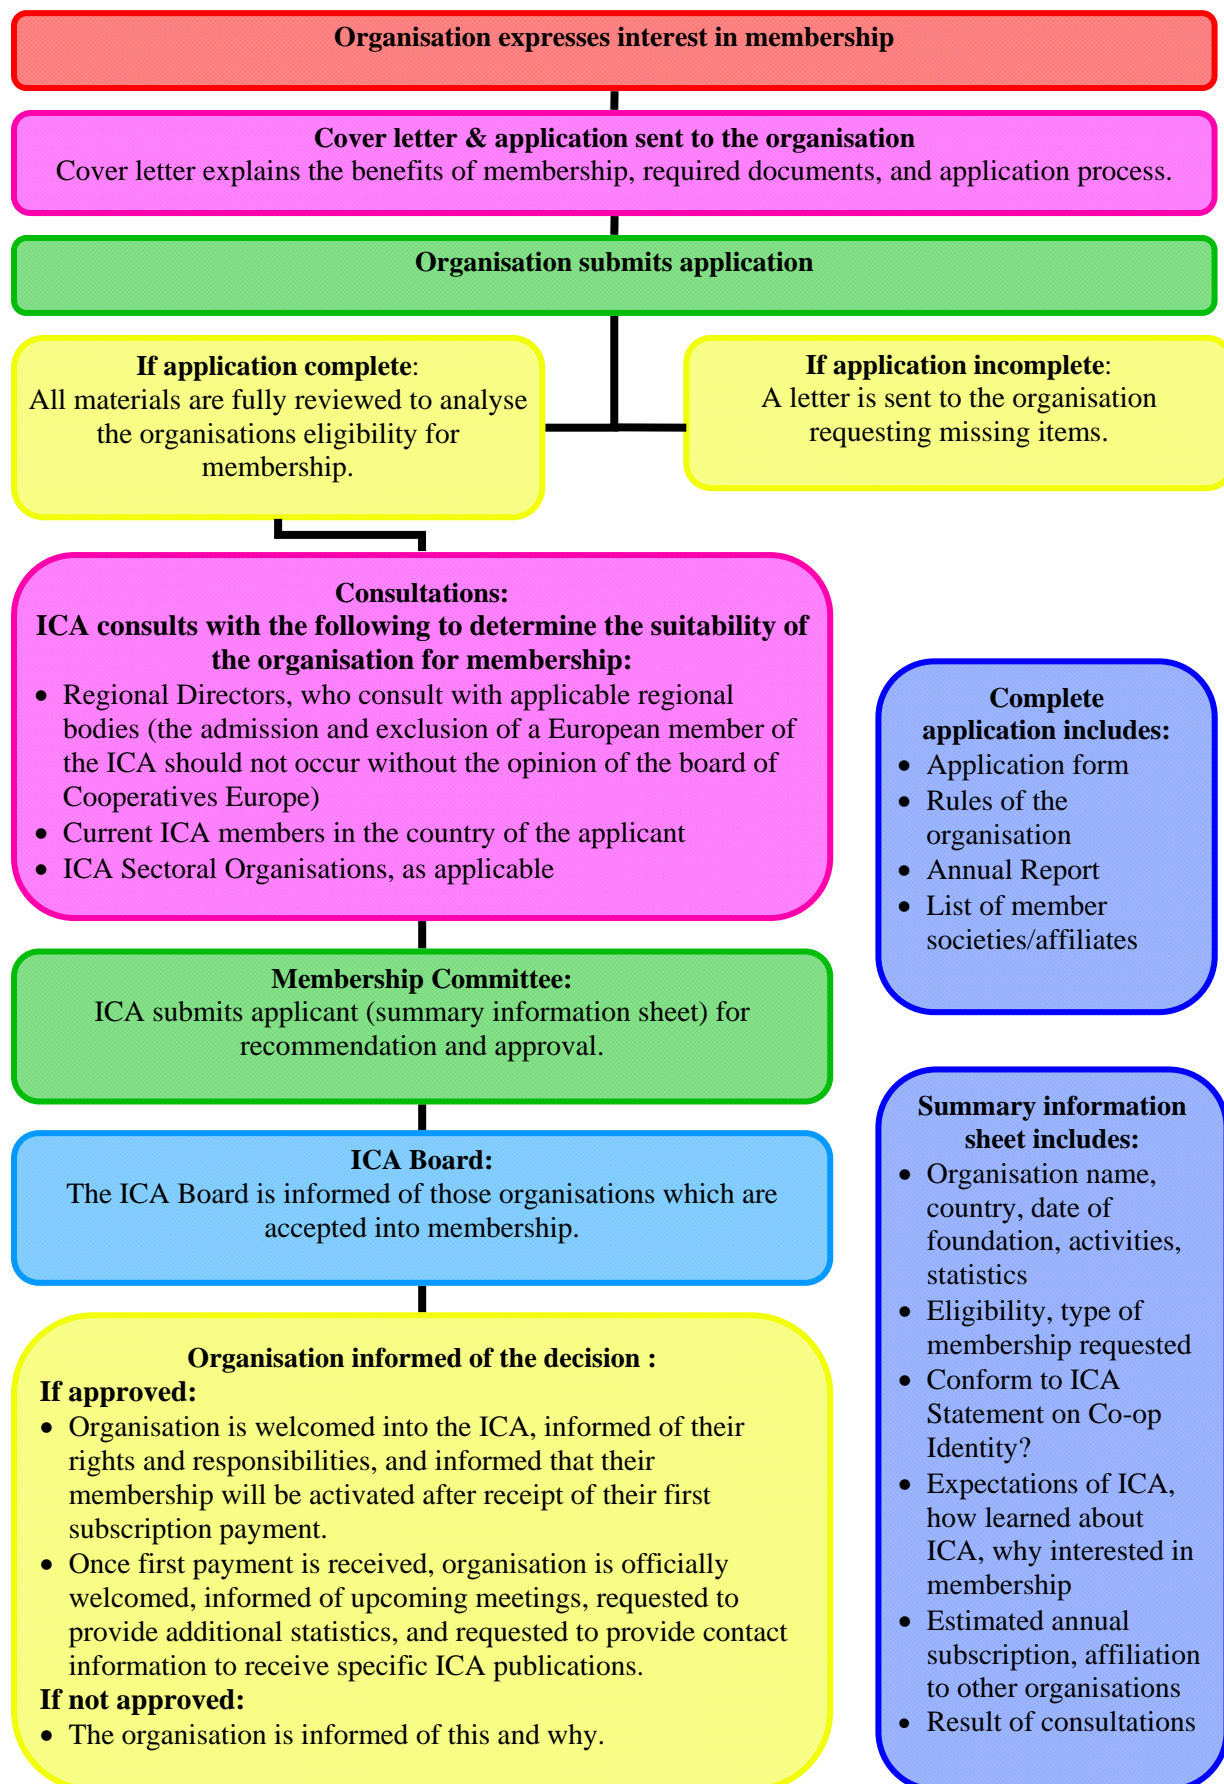 Organisation expresses interest in membership
Cover letter & application sent to the organisation
Cover letter explains the benefits of membership, required documents, and application process.
Organisation submits application
If application complete:
All materials are fully reviewed to analyse
the organisations eligibility for
membership.
If application incomplete:
A letter is sent to the organisation
requesting missing items.
Consultations:
ICA consults with the following to determine the suitability of
the organisation for membership:
• Regional Directors, who consult with applicable regional
bodies (the admission and exclusion of a European member of
the ICA should not occur without the opinion of the board of
Cooperatives Europe)
• Current ICA members in the country of the applicant
• ICA Sectoral Organisations, as applicable
Complete
application includes:
• Application form
• Rules of the
organisation
• Annual Report
• List of member
societies/affiliates
Membership Committee:
ICA submits applicant (summary information sheet) for
recommendation and approval.
ICA Board:
The ICA Board is informed of those organisations which are
accepted into membership.
Organisation informed of the decision :
If approved:
• Organisation is welcomed into the ICA, informed of their
rights and responsibilities, and informed that their
membership will be activated after receipt of their first
subscription payment.
• Once first payment is received, organisation is officially
welcomed, informed of upcoming meetings, requested to
provide additional statistics, and requested to provide contact
information to receive specific ICA publications.
If not approved:
• The organisation is informed of this and why.
Summary information
sheet includes:
• Organisation name,
country, date of
foundation, activities,
statistics
• Eligibility, type of
membership requested
• Conform to ICA
Statement on Co-op
Identity?
• Expectations of ICA,
how learned about
ICA, why interested in
membership
• Estimated annual
subscription, affiliation
to other organisations
• Result of consultations